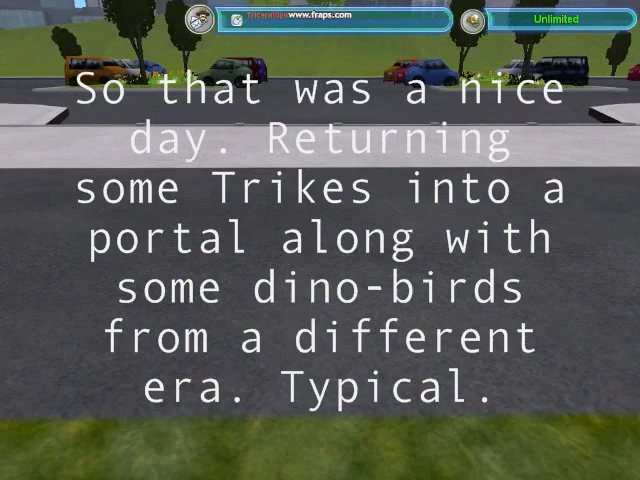 triceratops www.fraps.com
Unlimited
So that was a nice
day. Returning
some Trikes into a
portal along with
some dino-birds
from a different
era. Typical.